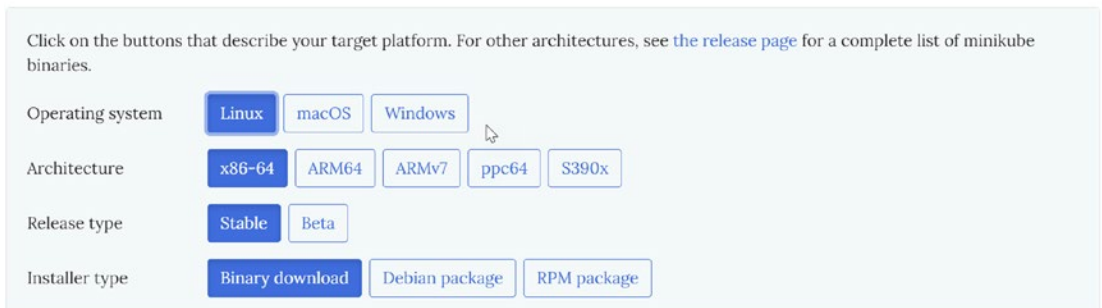 Click on the buttons that describe your target platform. For other architectures, see the release page for a complete list of minikube
binaries.
Operating system Linux macOS Windows
Architecture x86-64 ARM64 ARMv7 ppc64 S390x
Release type Stable Beta
Installer type Binary download Debian package RPM package